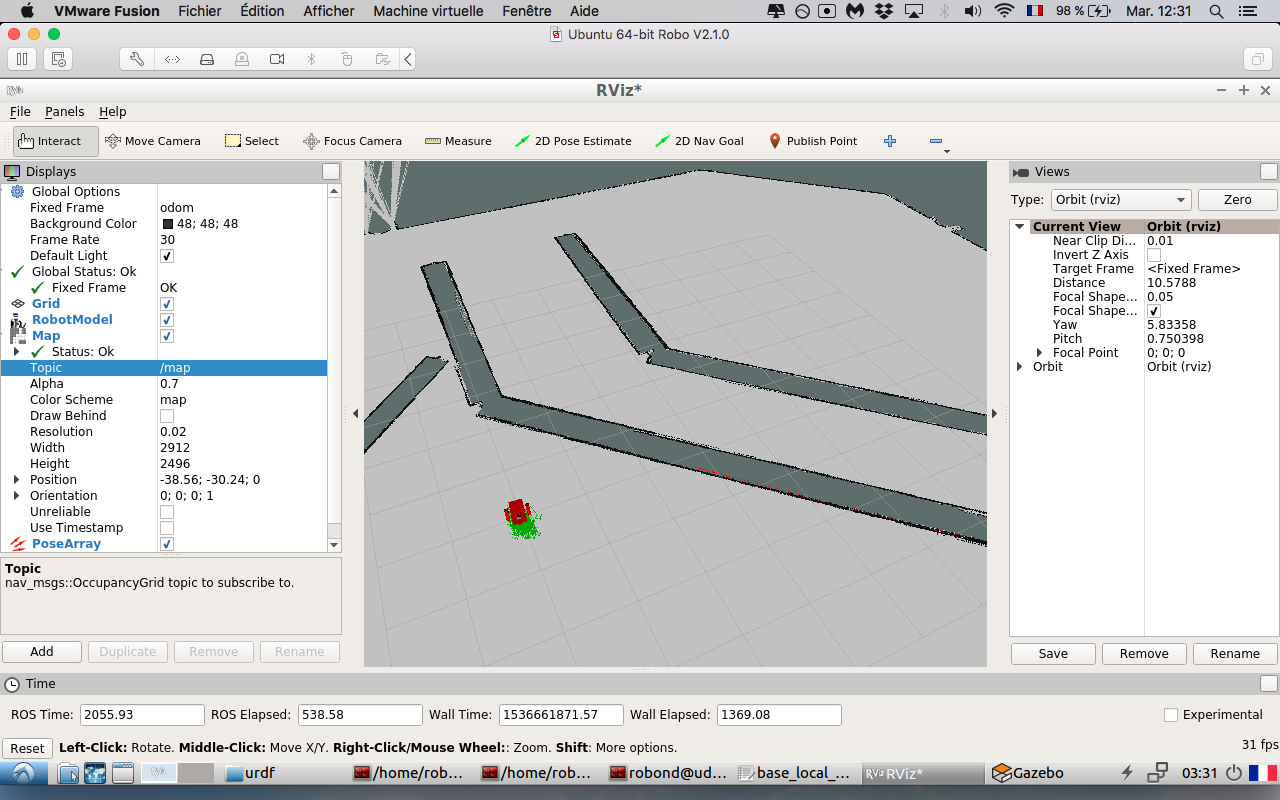 VMware Fusion Fichier Édition Afficher Machine virtuelle Fenêtre Aide 98 % Mar. 12:31
Ubuntu 64-bit Robo V2.1.0
RViz RViz*
File Panels Help
Interact Move Camera Select Focus Camera Measure 2D Pose Estimate 2D Nav Goal Publish Point
Displays
Global Options
Fixed Frame odom
Background Color 48; 48; 48
Frame Rate 30
Default Light
Global Status: Ok
Fixed Frame OK
Grid
RobotModel
Map
Status: Ok
Topic /map
Alpha 0.7
Color Scheme map
Draw Behind
Resolution 0.02
Width 2912
Height 2496
Position -38.56; -30.24; 0
Orientation 0; 0; 0; 1
Unreliable
Use Timestamp
PoseArray
Topic
nav_msgs::OccupancyGrid topic to subscribe to.
Add Duplicate Remove Rename
Views
Type: Orbit (rviz) Zero
Current View Orbit (rviz)
Near Clip Di... 0.01
Invert Z Axis
Target Frame <Fixed Frame>
Distance 10.5788
Focal Shape... 0.05
Focal Shape...
Yaw 5.83358
Pitch 0.750398
Focal Point 0; 0; 0
Orbit Orbit (rviz)
Save Remove Rename
Time
ROS Time: 2055.93 ROS Elapsed: 538.58 Wall Time: 1536661871.57 Wall Elapsed: 1369.08 Experimental
Reset Left-Click: Rotate. Middle-Click: Move X/Y. Right-Click/Mouse Wheel:: Zoom. Shift: More options. 31 fps
urdf /home/rob... /home/rob... robond@ud... base_local_... RViz RViz* Gazebo 03:31